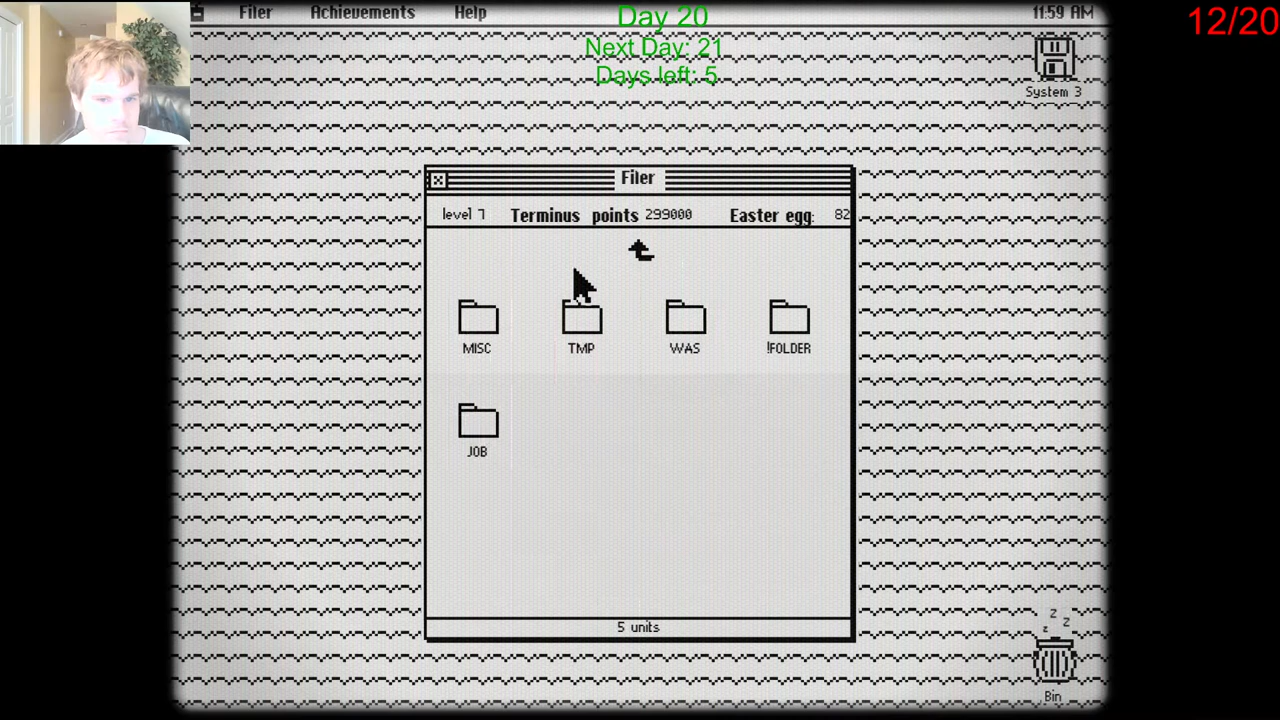 Filer Achievements Help 11:59 AM
Day 20
Next Day: 21
Days left: 5
12/20
System 3
Filer
level 7 Terminus points 299000 Easter egg: 82
MISC TMP WAS !FOLDER
JOB
5 units
z z z
Bin